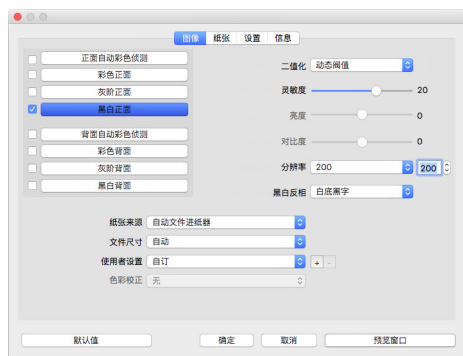 图像 纸张 设置 信息
正面自动彩色侦测
彩色正面
灰阶正面
黑白正面
背面自动彩色侦测
彩色背面
灰阶背面
黑白背面
二值化 动态阀值
灵敏度 20
亮度 0
对比度 0
分辨率 200 200
黑白反相 白底黑字
纸张来源 自动文件进纸器
文件尺寸 自动
使用者设置 自订 + -
色彩校正 无
默认值 确定 取消 预览窗口